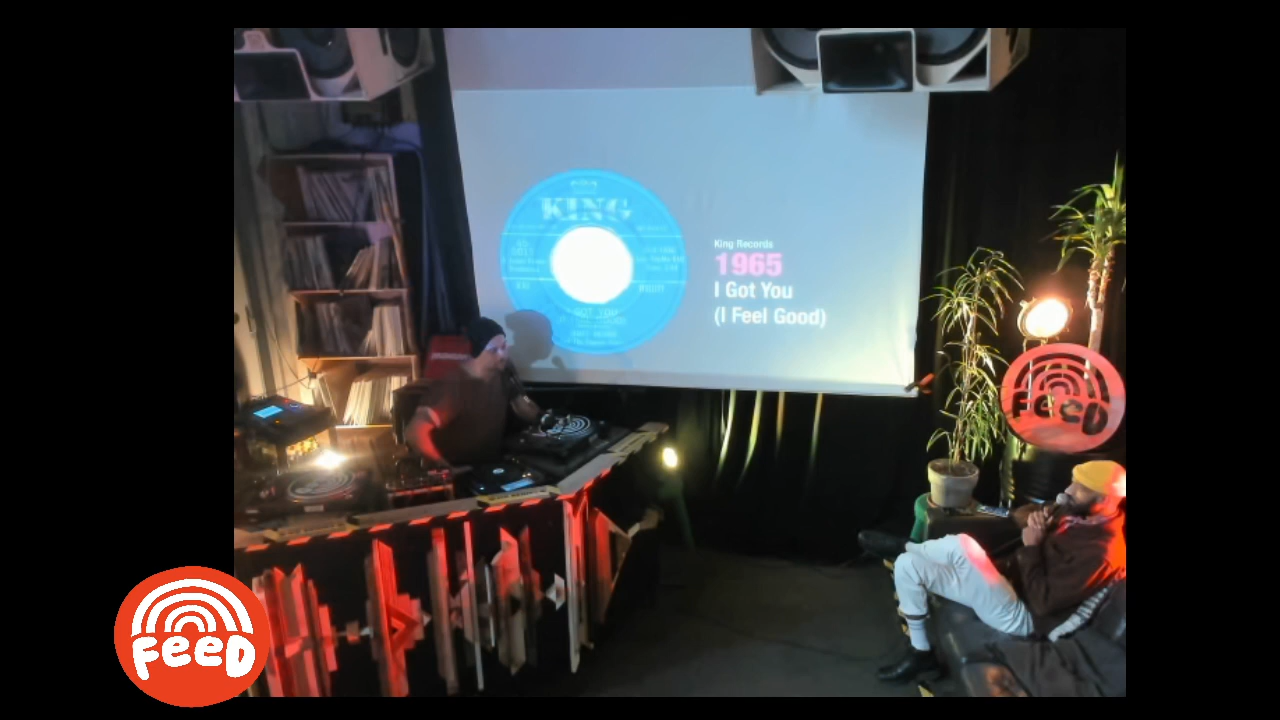 KING
King Records
1965
I Got You
(I Feel Good)
FeeD
FeeD